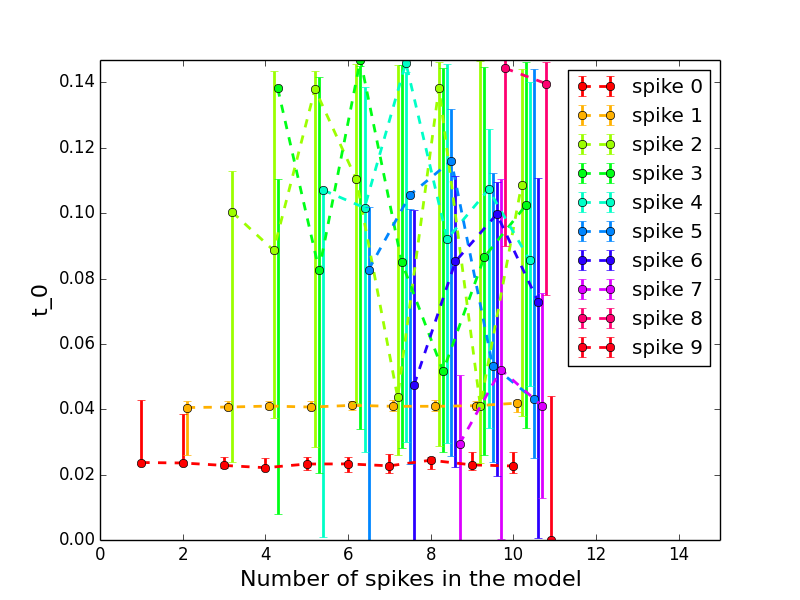 0.14
0.12
0.10
0.08
0.06
0.04
0.02
0.00
t_0
0 2 4 6 8 10 12 14
Number of spikes in the model
spike 0
spike 1
spike 2
spike 3
spike 4
spike 5
spike 6
spike 7
spike 8
spike 9